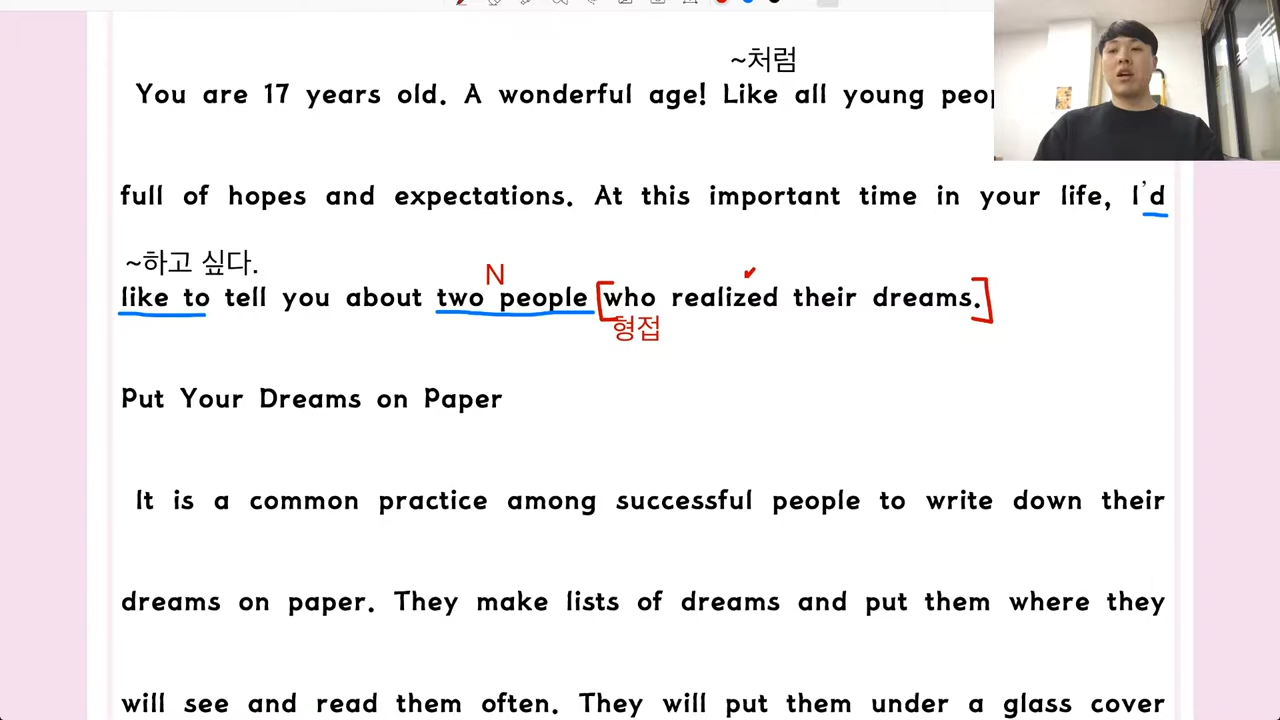 ~처럼
You are 17 years old. A wonderful age! Like all young
full of hopes and expectations. At this important time in your life, I'd
~하고 싶다.
N
like to tell you about two people [who realized their dreams.]
형접
Put Your Dreams on Paper
It is a common practice among successful people to write down their
dreams on paper. They make lists of dreams and put them where they
will see and read them often. They will put them under a glass cover